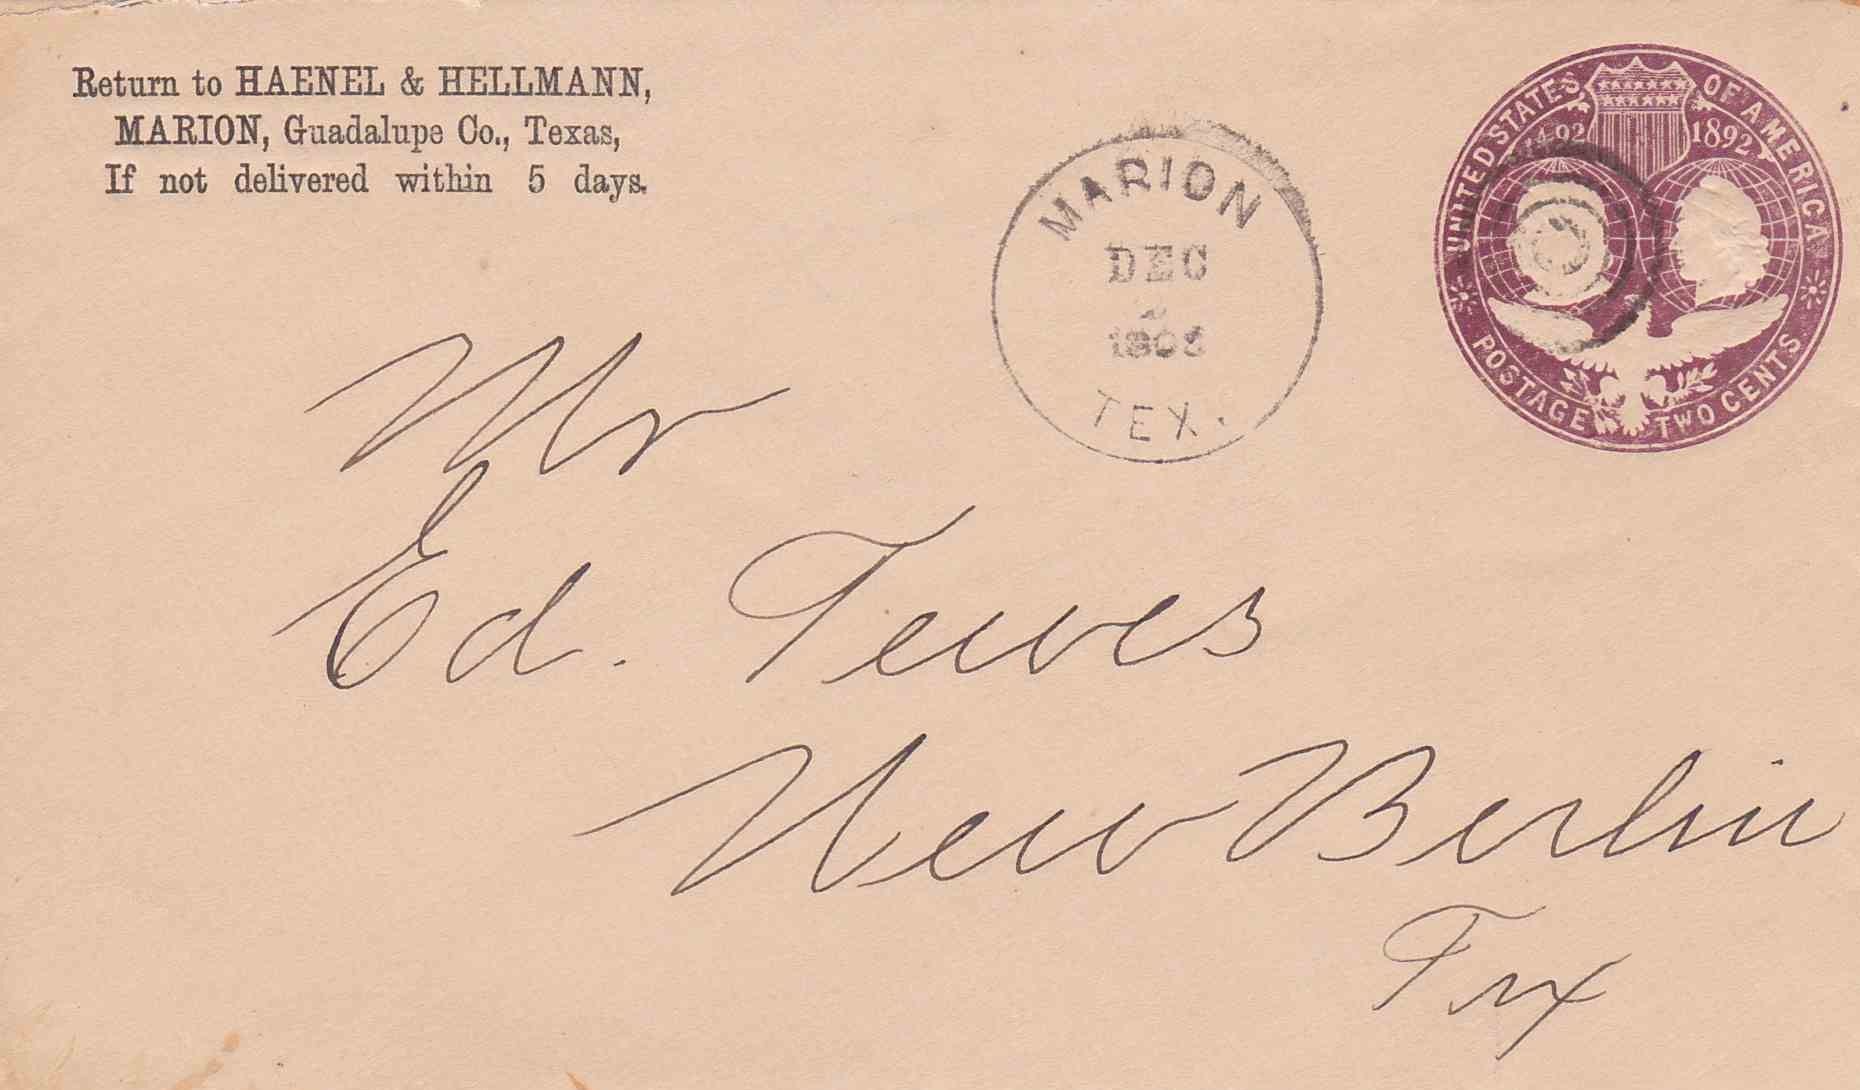 Return to HAENEL & HELLMANN,
MARION, Guadalupe Co., Texas,
If not delivered within 5 days.
MARION
DEC
TEX.
UNITED STATES OF AMERICA
1492 1892
POSTAGE TWO CENTS
Mr
Ed. Tewes
New Berlin
Tex